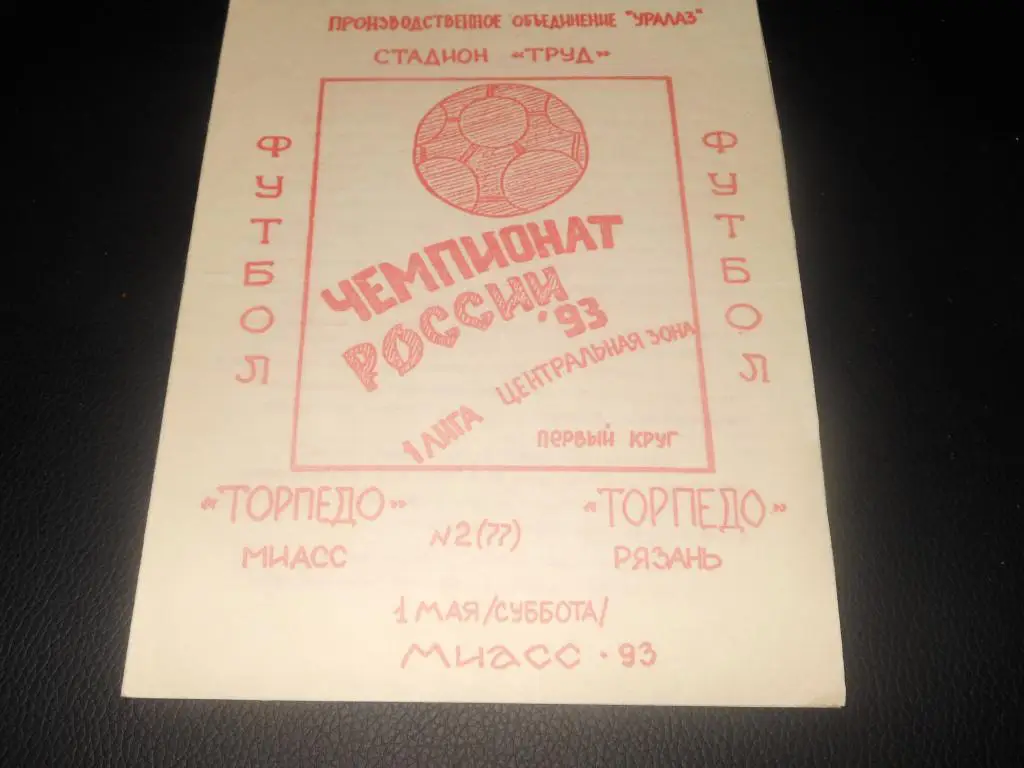 ПРОИЗВОДСТВЕННОЕ ОБЪЕДИНЕНИЕ "УРАЛАЗ"
СТАДИОН «ТРУД»
ФУТБОЛ
ЧЕМПИОНАТ
РОССИИ
'93
1 ЛИГА ЦЕНТРАЛЬНАЯ ЗОНА
ПЕРВЫЙ КРУГ
ФУТБОЛ
«ТОРПЕДО»
МИАСС
N2(77)
«ТОРПЕДО»
РЯЗАНЬ
1 МАЯ/СУББОТА/
МИАСС · 93